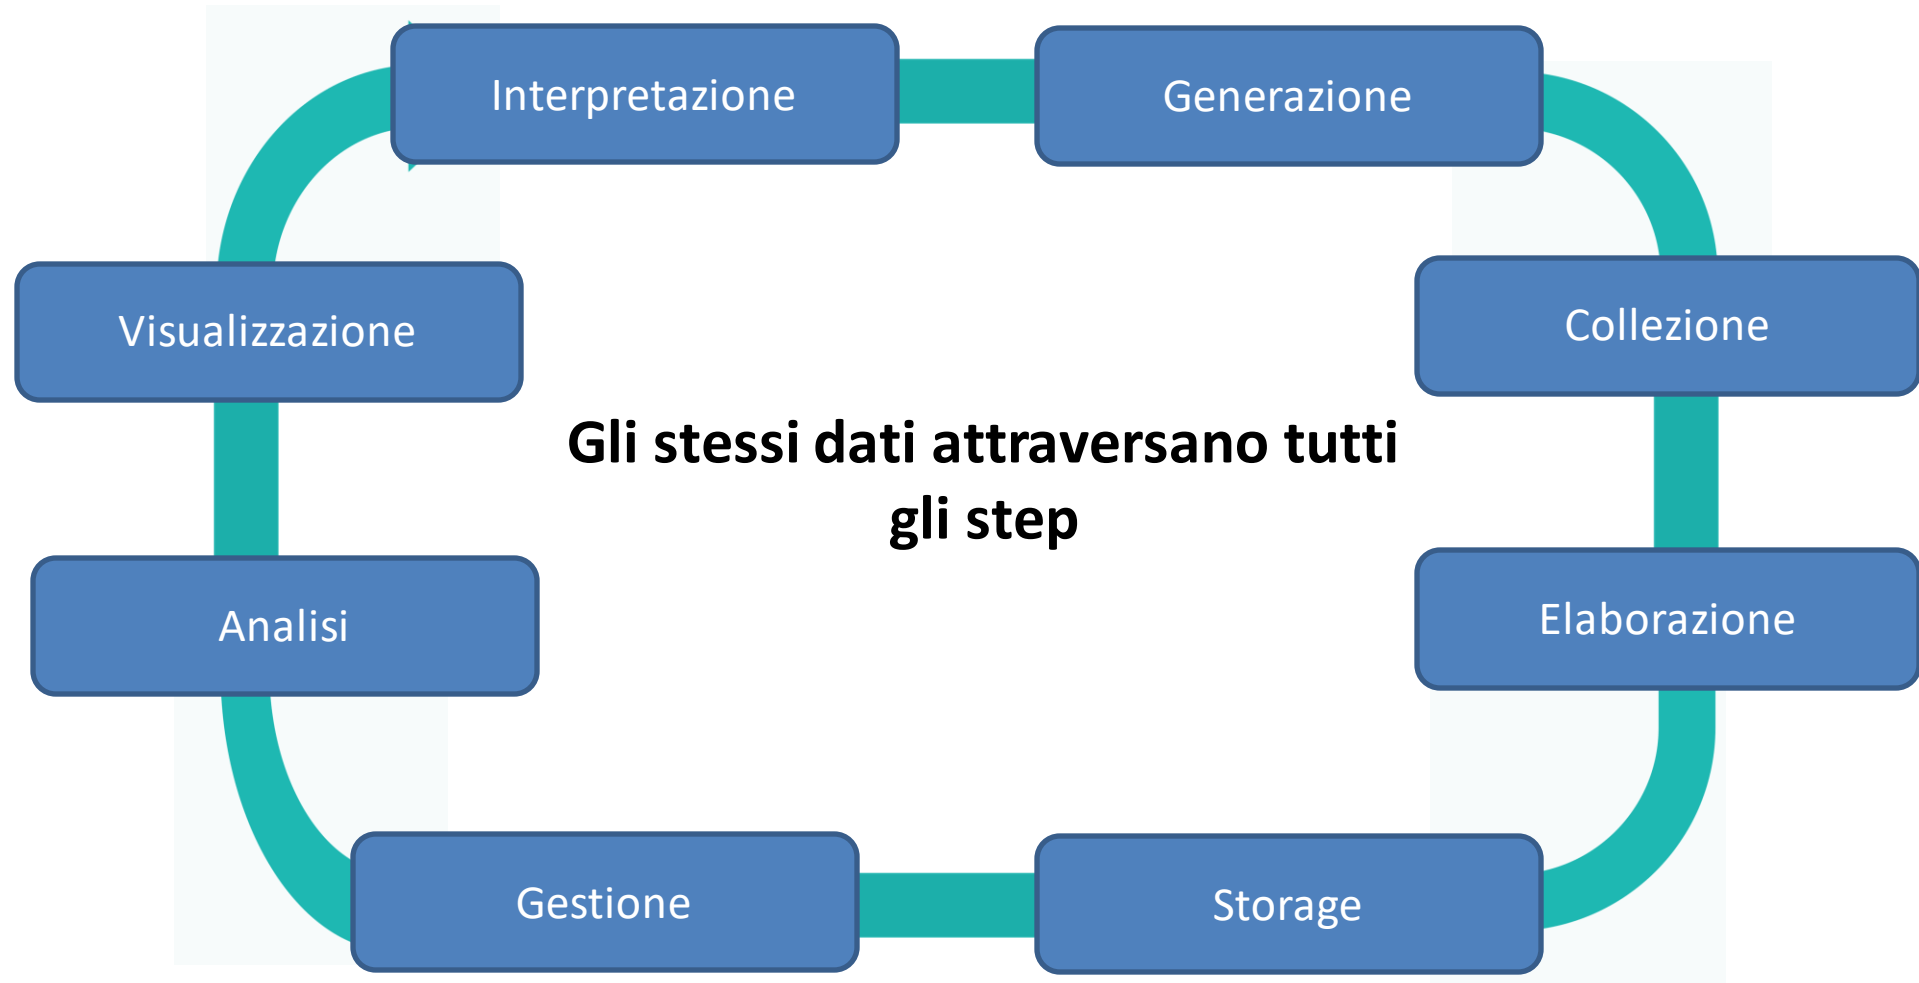 Interpretazione
Generazione
Visualizzazione
Collezione
Gli stessi dati attraversano tutti
gli step
Analisi
Elaborazione
Gestione
Storage